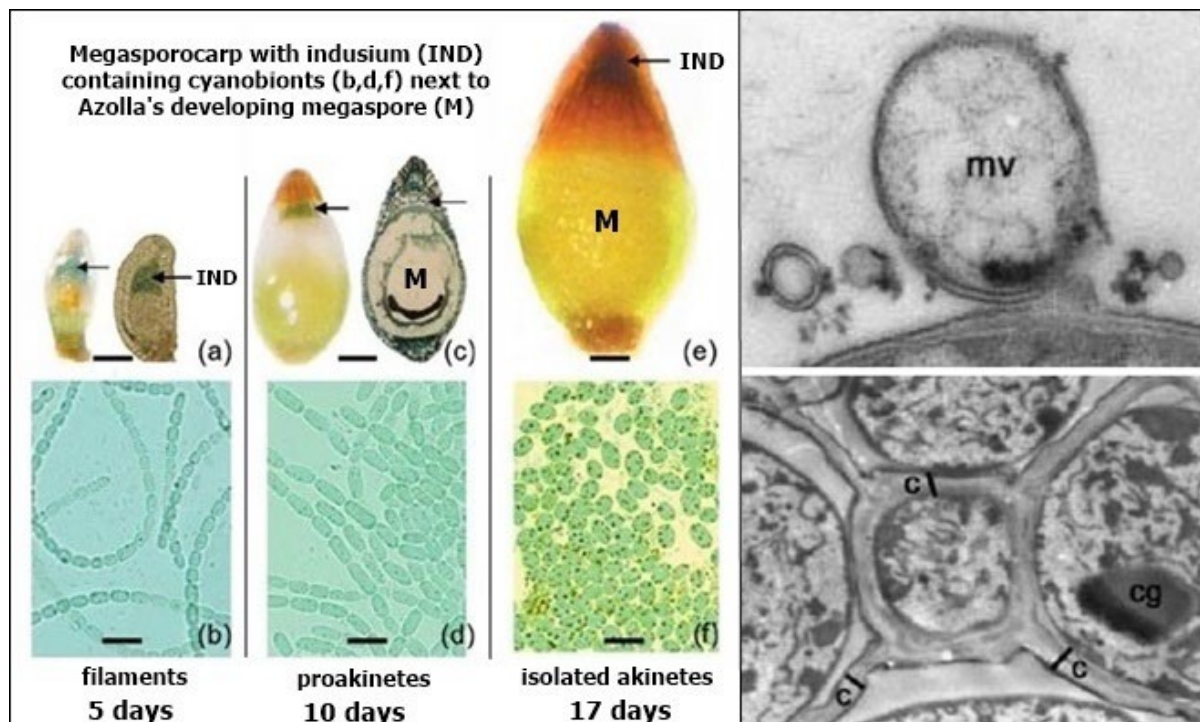 Megasporocarp with indusium (IND)
containing cyanobionts (b,d,f) next to
Azolla's developing megaspore (M)
IND
IND
(a)
M
(c)
M
(e)
(b)
(d)
(f)
filaments
5 days
proakinetes
10 days
isolated akinetes
17 days
mv
c
cg
c
c